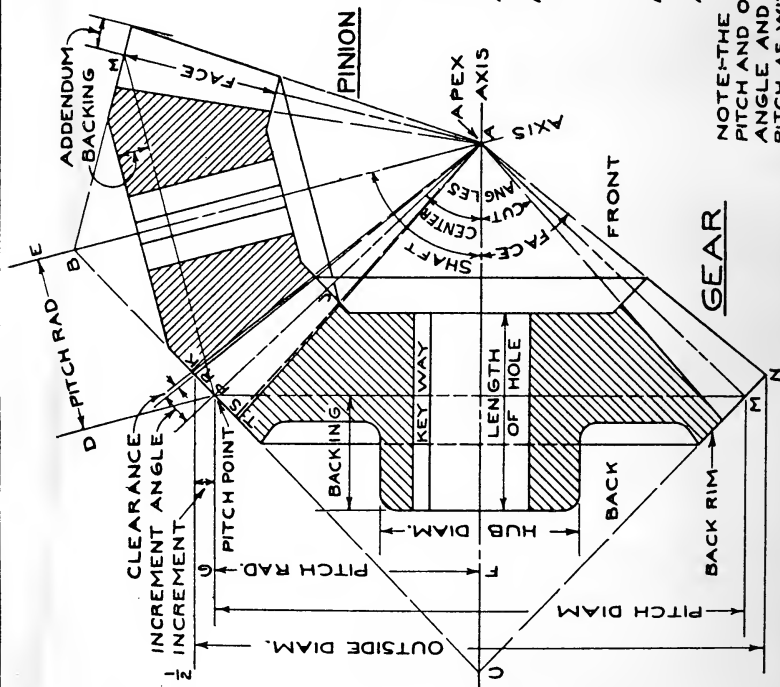 ADDENDUM
BACKING
M
FACE
PINION
E
B
PITCH RAD
D
APEX
AXIS
A
AXIS
CLEARANCE
INCREMENT ANGLE
1/2 INCREMENT
PITCH POINT
K
R
P
S
T
ANGLES
CUT
CENTER
FACE
SHAFT
FRONT
GEAR
BACKING
KEY WAY
LENGTH
OF HOLE
HUB DIAM.
BACK
BACK RIM
G
PITCH RAD.
F
PITCH DIAM
OUTSIDE DIAM.
C
M
N
NOTE:-THE
PITCH AND O
ANGLE AND